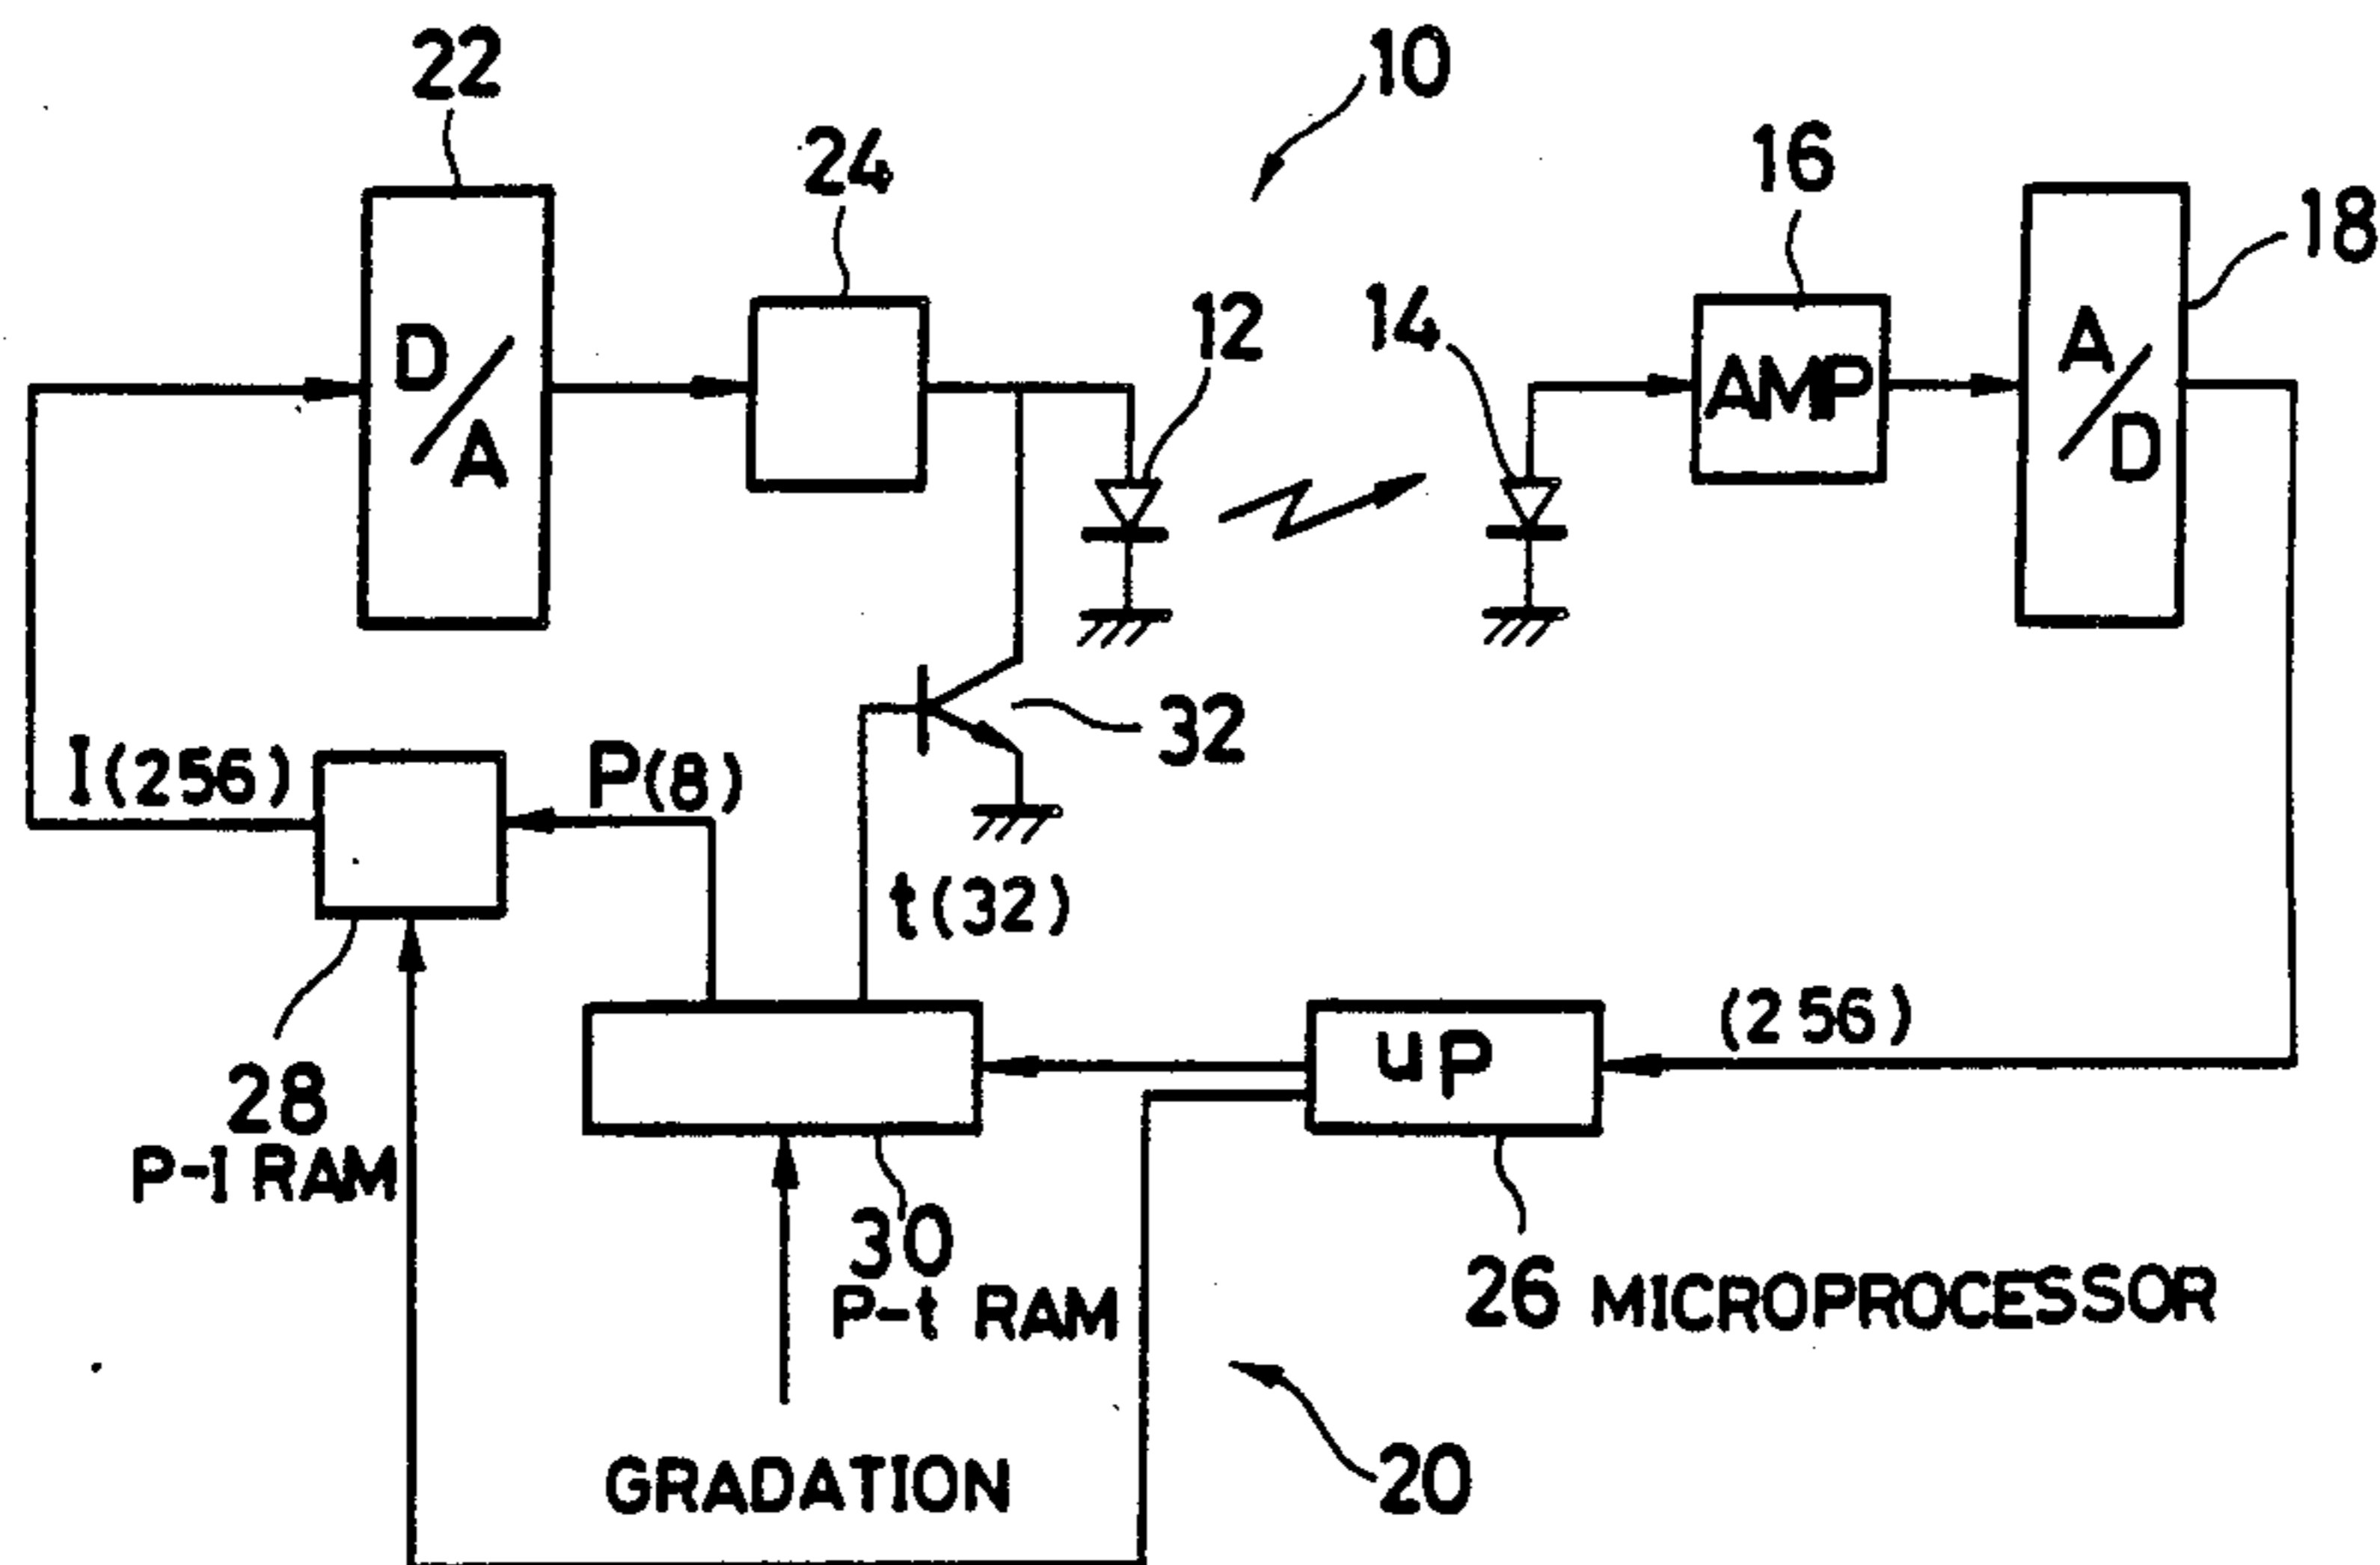 22
10
24
16
18
D/A
12
14
AMP
A/D
32
I(256)
P(8)
t(32)
(256)
uP
28
P-I RAM
30
P-t RAM
26 MICROPROCESSOR
GRADATION
20